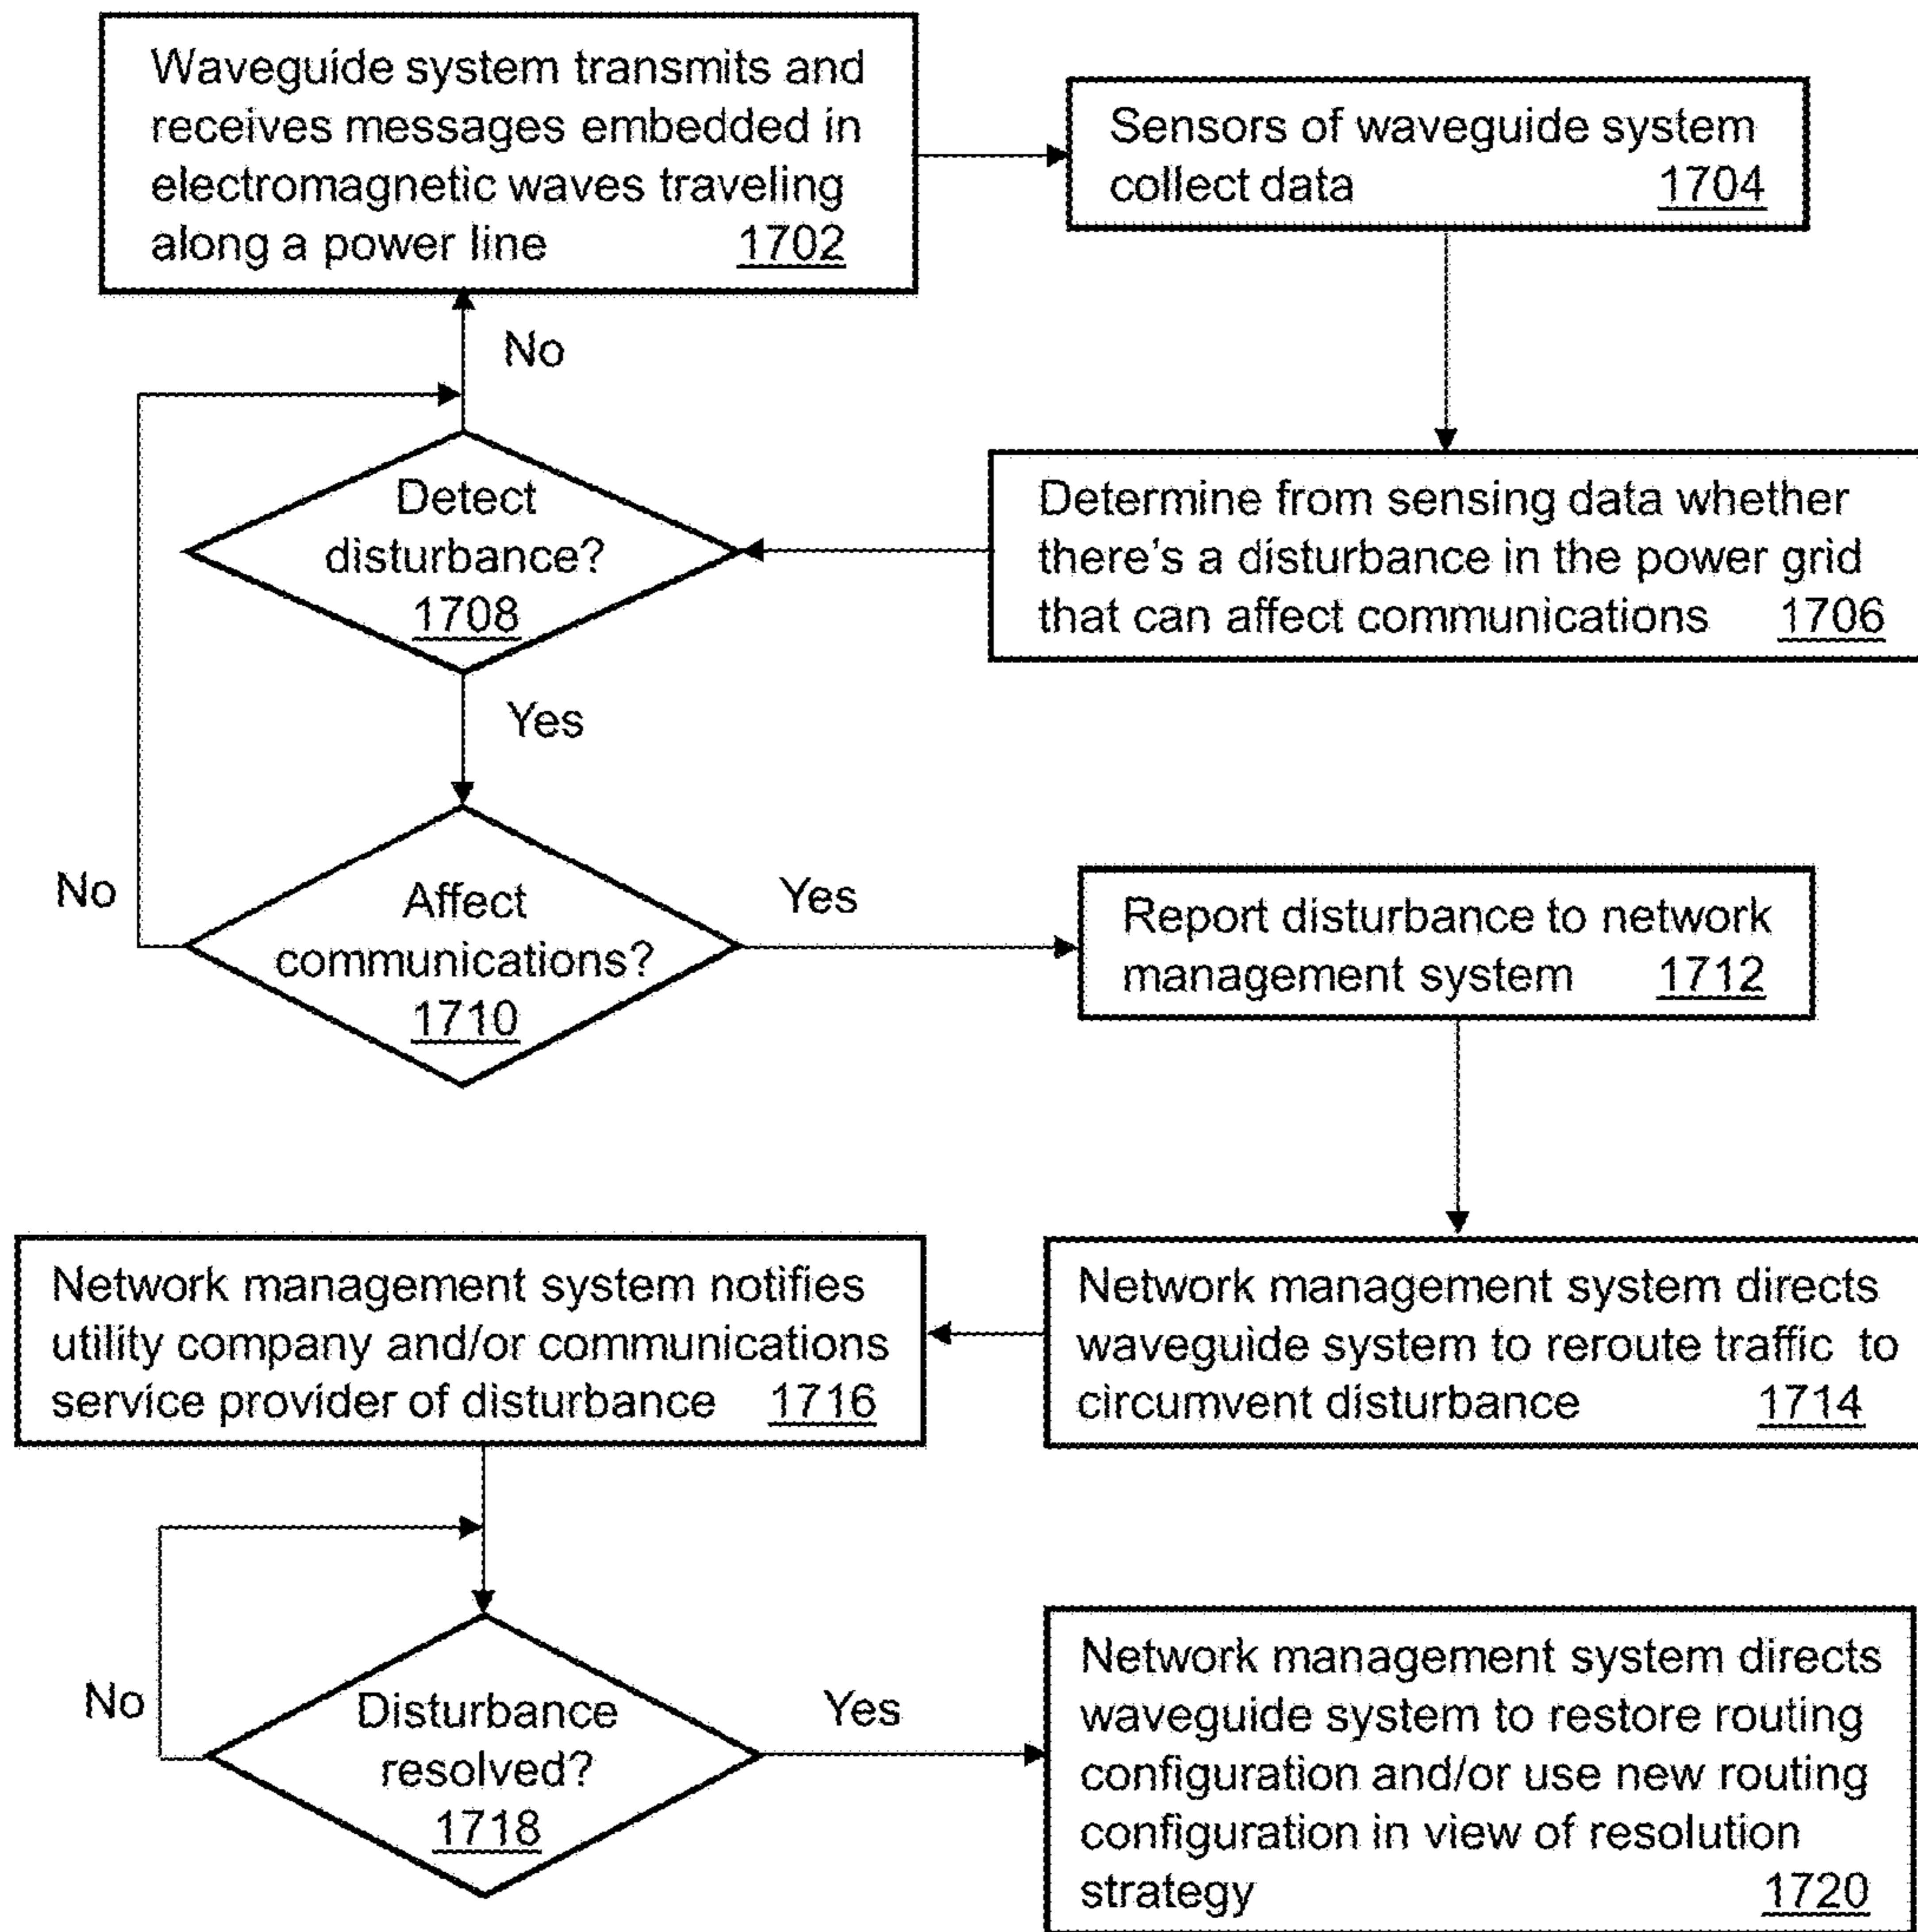 Waveguide system transmits and
receives messages embedded in
electromagnetic waves traveling
along a power line 1702
Sensors of waveguide system
collect data 1704
No
Detect
disturbance?
1708
Determine from sensing data whether
there's a disturbance in the power grid
that can affect communications 1706
Yes
No
Affect
communications?
1710
Yes
Report disturbance to network
management system 1712
Network management system notifies
utility company and/or communications
service provider of disturbance 1716
Network management system directs
waveguide system to reroute traffic to
circumvent disturbance 1714
No
Disturbance
resolved?
1718
Yes
Network management system directs
waveguide system to restore routing
configuration and/or use new routing
configuration in view of resolution
strategy 1720